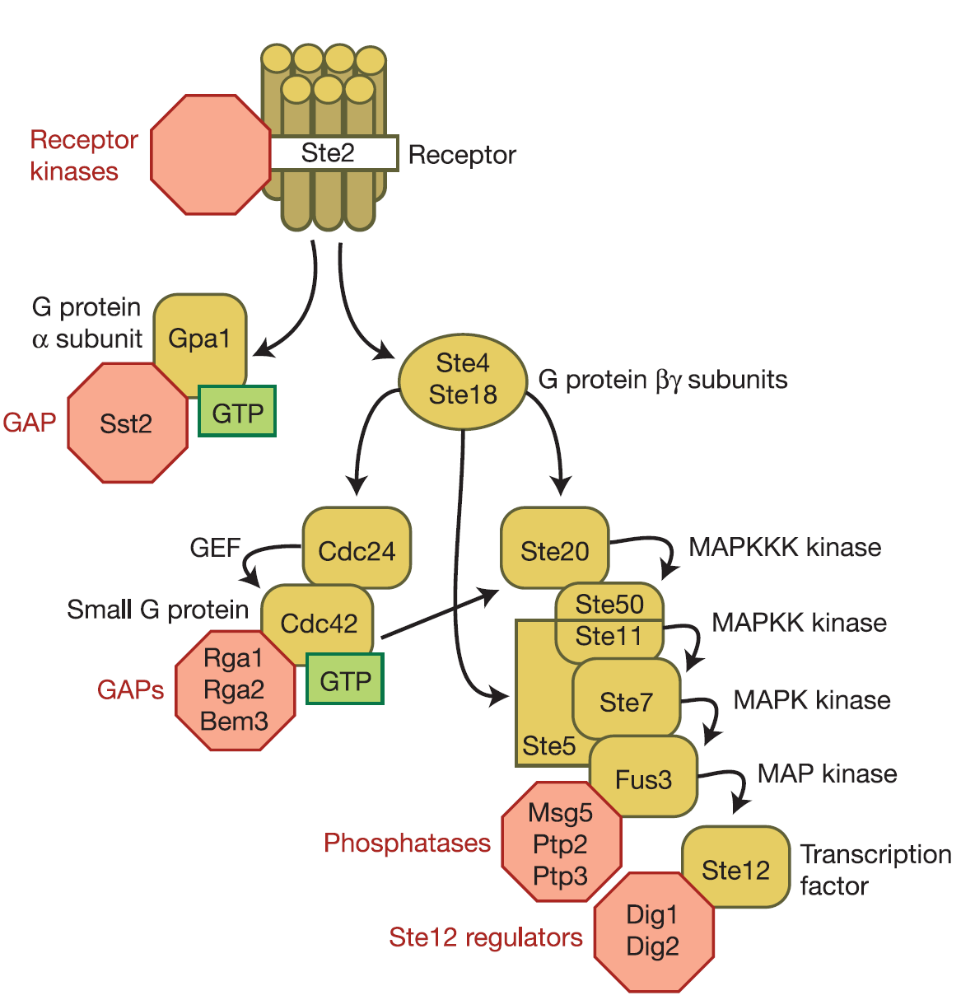 Receptor
kinases
Ste2
Receptor
G protein
α subunit
Gpa1
GAP
Sst2
GTP
Ste4
Ste18
G protein βγ subunits
GEF
Cdc24
Small G protein
Cdc42
GAPs
Rga1
Rga2
Bem3
GTP
Ste20
MAPKKK kinase
Ste50
Ste11
MAPKK kinase
Ste7
MAPK kinase
Ste5
Fus3
MAP kinase
Phosphatases
Msg5
Ptp2
Ptp3
Ste12
Transcription
factor
Ste12 regulators
Dig1
Dig2